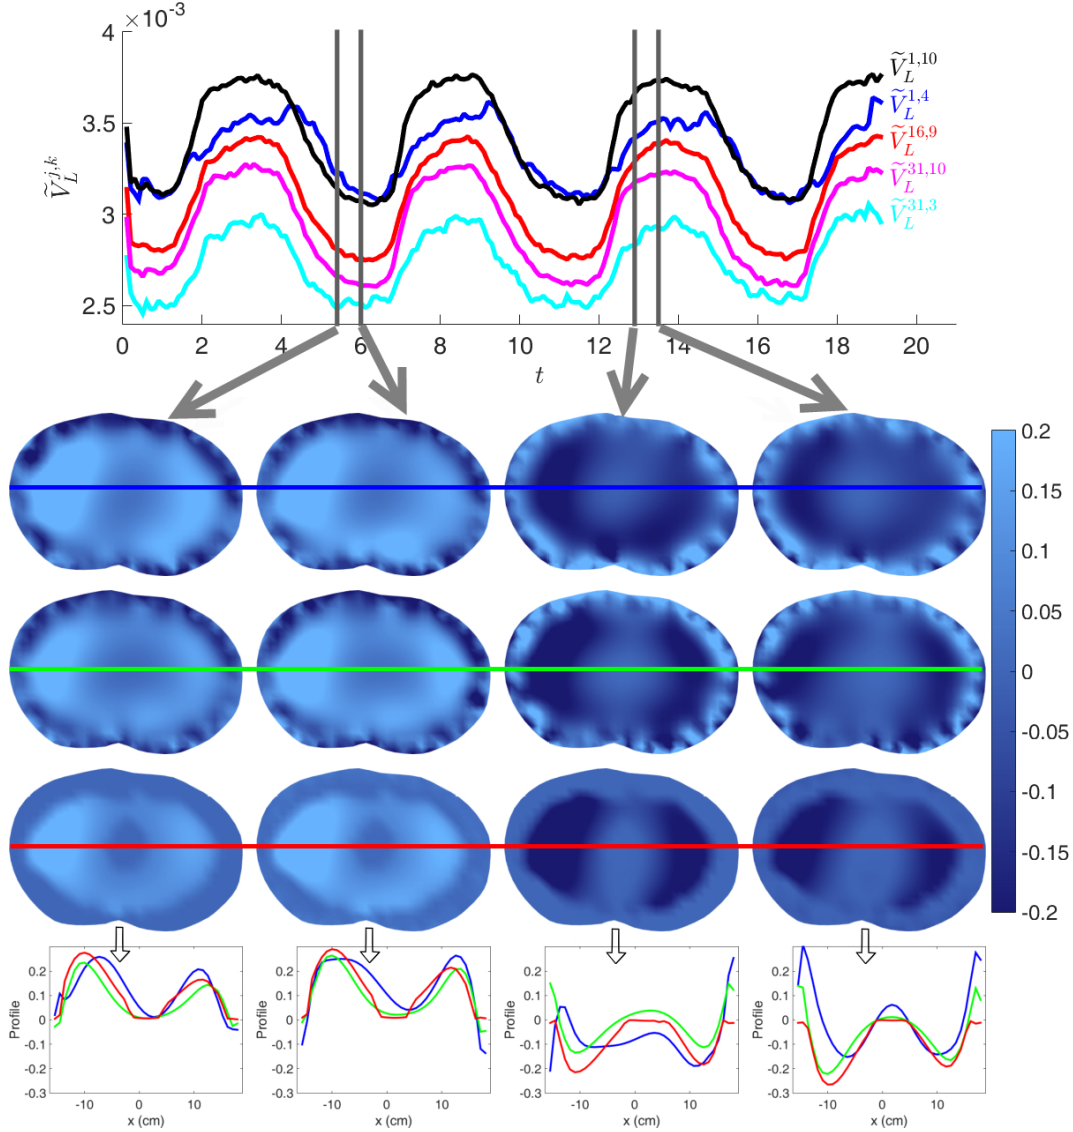 ×10⁻³
4
3.5
3
2.5
Ṽ_L^{j,k}
Ṽ_L^{1,10}
Ṽ_L^{1,4}
Ṽ_L^{16,9}
Ṽ_L^{31,10}
Ṽ_L^{31,3}
0 2 4 6 8 10 12 14 16 18 20
t
0.2
0.15
0.1
0.05
0
-0.05
-0.1
-0.15
-0.2
Profile
0.2
0.1
0
-0.1
-0.2
-0.3
-10 0 10
x (cm)
Profile
0.2
0.1
0
-0.1
-0.2
-0.3
-10 0 10
x (cm)
Profile
0.2
0.1
0
-0.1
-0.2
-0.3
-10 0 10
x (cm)
Profile
0.2
0.1
0
-0.1
-0.2
-0.3
-10 0 10
x (cm)